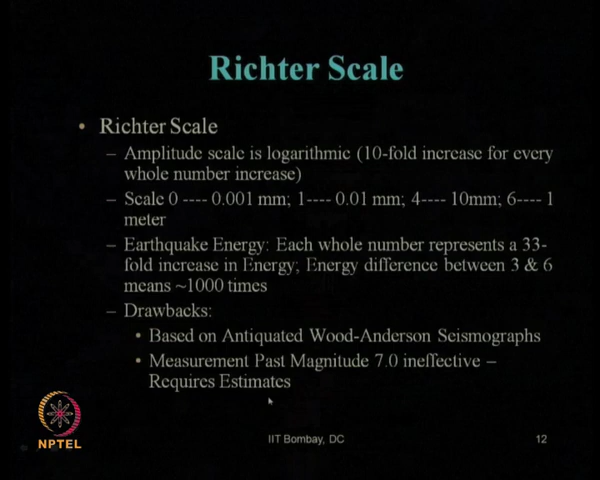 Richter Scale
• Richter Scale
– Amplitude scale is logarithmic (10-fold increase for every
whole number increase)
– Scale 0 ---- 0.001 mm; 1---- 0.01 mm; 4---- 10mm; 6---- 1
meter
– Earthquake Energy: Each whole number represents a 33-
fold increase in Energy; Energy difference between 3 & 6
means ~1000 times
– Drawbacks:
• Based on Antiquated Wood-Anderson Seismographs
• Measurement Past Magnitude 7.0 ineffective –
Requires Estimates
NPTEL
IIT Bombay, DC
12